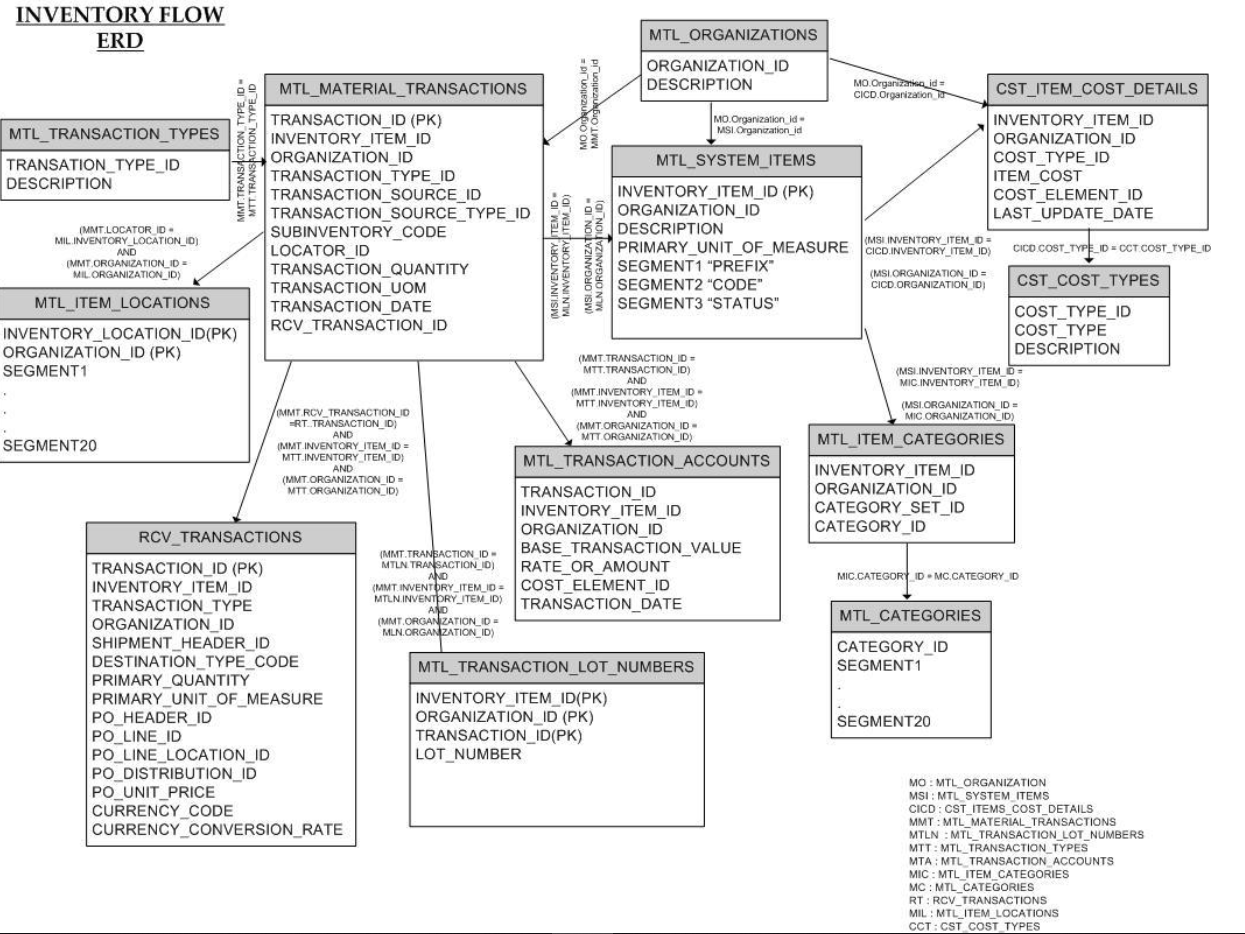 INVENTORY FLOW
ERD
MTL_ORGANIZATIONS
ORGANIZATION_ID
DESCRIPTION
MO.Organization_id =
MMT.Organization_id
MO.Organization_id =
MSI.Organization_id
MO.Organization_id =
CICD.Organization_id
MTL_TRANSACTION_TYPES
TRANSATION_TYPE_ID
DESCRIPTION
MMT.TRANSACTION_TYPE_ID =
MTT.TRANSACTION_TYPE_ID
MTL_MATERIAL_TRANSACTIONS
TRANSACTION_ID (PK)
INVENTORY_ITEM_ID
ORGANIZATION_ID
TRANSACTION_TYPE_ID
TRANSACTION_SOURCE_ID
TRANSACTION_SOURCE_TYPE_ID
SUBINVENTORY_CODE
LOCATOR_ID
TRANSACTION_QUANTITY
TRANSACTION_UOM
TRANSACTION_DATE
RCV_TRANSACTION_ID
(MSI.INVENTORY_ITEM_ID =
MLN.INVENTORY_ITEM_ID)
(MSI.ORGANIZATION_ID =
MLN.ORGANIZATION_ID)
MTL_SYSTEM_ITEMS
INVENTORY_ITEM_ID (PK)
ORGANIZATION_ID
DESCRIPTION
PRIMARY_UNIT_OF_MEASURE
SEGMENT1 “PREFIX”
SEGMENT2 “CODE”
SEGMENT3 “STATUS”
CST_ITEM_COST_DETAILS
INVENTORY_ITEM_ID
ORGANIZATION_ID
COST_TYPE_ID
ITEM_COST
COST_ELEMENT_ID
LAST_UPDATE_DATE
(MSI.INVENTORY_ITEM_ID =
CICD.INVENTORY_ITEM_ID)
(MSI.ORGANIZATION_ID =
CICD.ORGANIZATION_ID)
CICD.COST_TYPE_ID = CCT.COST_TYPE_ID
CST_COST_TYPES
COST_TYPE_ID
COST_TYPE
DESCRIPTION
(MMT.LOCATOR_ID =
MIL.INVENTORY_LOCATION_ID)
AND
(MMT.ORGANIZATION_ID =
MIL.ORGANIZATION_ID)
MTL_ITEM_LOCATIONS
INVENTORY_LOCATION_ID(PK)
ORGANIZATION_ID (PK)
SEGMENT1
.
.
.
SEGMENT20
(MMT.RCV_TRANSACTION_ID
=RT..TRANSACTION_ID)
AND
(MMT.INVENTORY_ITEM_ID =
MTT.INVENTORY_ITEM_ID)
AND
(MMT.ORGANIZATION_ID =
MTT.ORGANIZATION_ID)
(MMT.TRANSACTION_ID =
MTT.TRANSACTION_ID)
AND
(MMT.INVENTORY_ITEM_ID =
MTT.INVENTORY_ITEM_ID)
AND
(MMT.ORGANIZATION_ID =
MTT.ORGANIZATION_ID)
(MSI.INVENTORY_ITEM_ID =
MIC.INVENTORY_ITEM_ID)
(MSI.ORGANIZATION_ID =
MIC.ORGANIZATION_ID)
MTL_ITEM_CATEGORIES
INVENTORY_ITEM_ID
ORGANIZATION_ID
CATEGORY_SET_ID
CATEGORY_ID
MIC.CATEGORY_ID = MC.CATEGORY_ID
MTL_CATEGORIES
CATEGORY_ID
SEGMENT1
.
.
SEGMENT20
MTL_TRANSACTION_ACCOUNTS
TRANSACTION_ID
INVENTORY_ITEM_ID
ORGANIZATION_ID
BASE_TRANSACTION_VALUE
RATE_OR_AMOUNT
COST_ELEMENT_ID
TRANSACTION_DATE
RCV_TRANSACTIONS
TRANSACTION_ID (PK)
INVENTORY_ITEM_ID
TRANSACTION_TYPE
ORGANIZATION_ID
SHIPMENT_HEADER_ID
DESTINATION_TYPE_CODE
PRIMARY_QUANTITY
PRIMARY_UNIT_OF_MEASURE
PO_HEADER_ID
PO_LINE_ID
PO_LINE_LOCATION_ID
PO_DISTRIBUTION_ID
PO_UNIT_PRICE
CURRENCY_CODE
CURRENCY_CONVERSION_RATE
(MMT.TRANSACTION_ID =
MTLN.TRANSACTION_ID)
AND
(MMT.INVENTORY_ITEM_ID =
MTLN.INVENTORY_ITEM_ID)
AND
(MMT.ORGANIZATION_ID =
MLN.ORGANIZATION_ID)
MTL_TRANSACTION_LOT_NUMBERS
INVENTORY_ITEM_ID(PK)
ORGANIZATION_ID (PK)
TRANSACTION_ID(PK)
LOT_NUMBER
MO : MTL_ORGANIZATION
MSI : MTL_SYSTEM_ITEMS
CICD : CST_ITEMS_COST_DETAILS
MMT : MTL_MATERIAL_TRANSACTIONS
MTLN : MTL_TRANSACTION_LOT_NUMBERS
MTT : MTL_TRANSACTION_TYPES
MTA : MTL_TRANSACTION_ACCOUNTS
MIC : MTL_ITEM_CATEGORIES
MC : MTL_CATEGORIES
RT : RCV_TRANSACTIONS
MIL : MTL_ITEM_LOCATIONS
CCT : CST_COST_TYPES